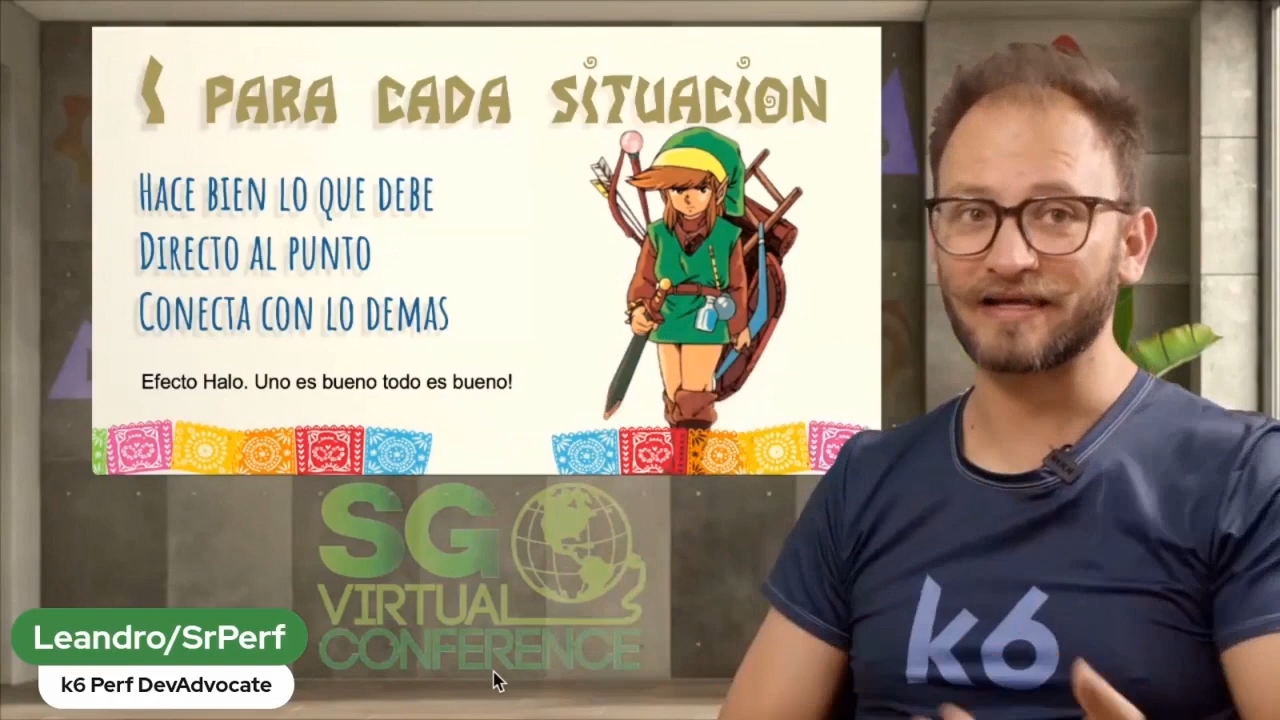 1 PARA CADA SITUACION
HACE BIEN LO QUE DEBE
DIRECTO AL PUNTO
CONECTA CON LO DEMAS
Efecto Halo. Uno es bueno todo es bueno!
SG
VIRTUAL
CONFERENCE
k6
Leandro/SrPerf
k6 Perf DevAdvocate